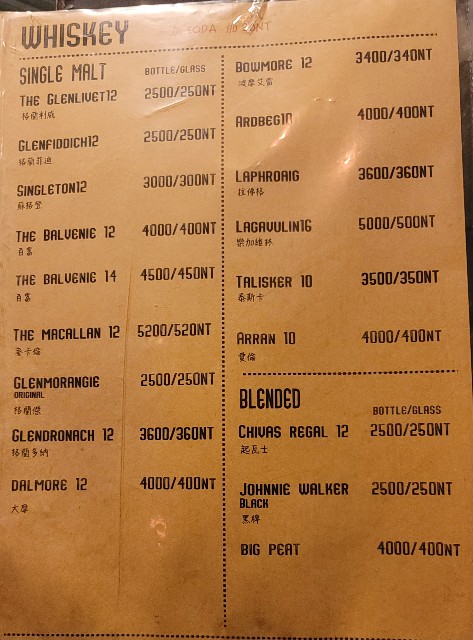 WHISKEY
SODA 110 NT
SINGLE MALT BOTTLE/GLASS
THE GLENLIVET12 2500/250NT
格蘭利威
GLENFIDDICH12 2500/250NT
格蘭菲迪
SINGLETON12 3000/300NT
蘇格登
THE BALVENIE 12 4000/400NT
百富
THE BALVENIE 14 4500/450NT
百富
THE MACALLAN 12 5200/520NT
麥卡倫
GLENMORANGIE 2500/250NT
ORIGINAL
格蘭傑
GLENDRONACH 12 3600/360NT
格蘭多納
DALMORE 12 4000/400NT
大摩
BOWMORE 12 3400/340NT
波摩艾雷
ARDBEG10 4000/400NT
LAPHROAIG 3600/360NT
拉佛格
LAGAVULIN16 5000/500NT
樂加維林
TALISKER 10 3500/350NT
泰斯卡
ARRAN 10 4000/400NT
愛倫
BLENDED
BOTTLE/GLASS
CHIVAS REGAL 12 2500/250NT
起瓦士
JOHNNIE WALKER 2500/250NT
BLACK
黑牌
BIG PEAT 4000/400NT